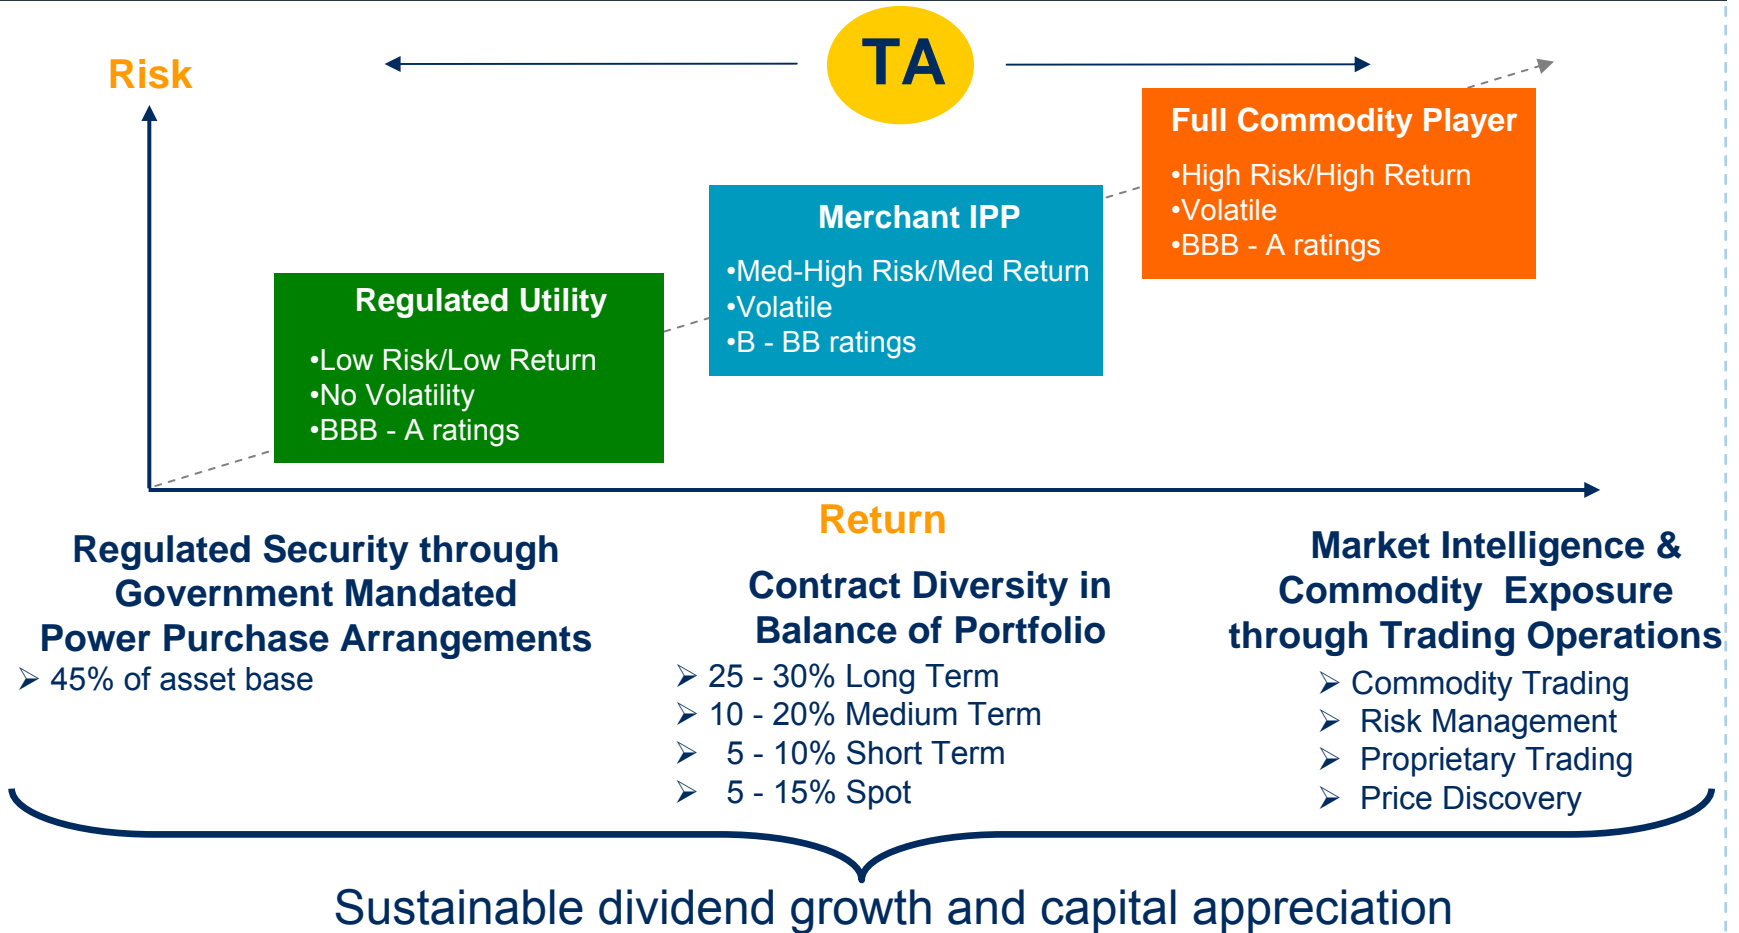 TA
Risk
Full Commodity Player
•High Risk/High Return
•Volatile
•BBB - A ratings
Merchant IPP
•Med-High Risk/Med Return
•Volatile
•B - BB ratings
Regulated Utility
•Low Risk/Low Return
•No Volatility
•BBB - A ratings
Return
Regulated Security through
Government Mandated
Power Purchase Arrangements
➢ 45% of asset base
Contract Diversity in
Balance of Portfolio
➢ 25 - 30% Long Term
➢ 10 - 20% Medium Term
➢ 5 - 10% Short Term
➢ 5 - 15% Spot
Market Intelligence &
Commodity Exposure
through Trading Operations
➢ Commodity Trading
➢ Risk Management
➢ Proprietary Trading
➢ Price Discovery
Sustainable dividend growth and capital appreciation